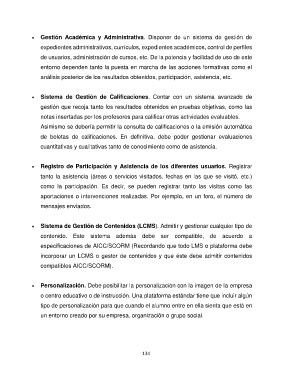 • Gestión Académica y Administrativa. Disponer de un sistema de gestión de
expedientes administrativos, currículos, expedientes académicos, control de perfiles
de usuarios, administración de cursos, etc. De la potencia y facilidad de uso de este
entorno dependen tanto la puesta en marcha de las acciones formativas como el
análisis posterior de los resultados obtenidos, participación, asistencia, etc.
• Sistema de Gestión de Calificaciones. Contar con un sistema avanzado de
gestión que recoja tanto los resultados obtenidos en pruebas objetivas, como las
notas insertadas por los profesores para calificar otras actividades evaluables.
Asimismo se debería permitir la consulta de calificaciones o la emisión automática
de boletas de calificaciones. En definitiva, debe poder gestionar evaluaciones
cuantitativas y cualitativas tanto de conocimiento como de asistencia.
• Registro de Participación y Asistencia de los diferentes usuarios. Registrar
tanto la asistencia (áreas o servicios visitados, fechas en las que se visitó, etc.)
como la participación. Es decir, se pueden registrar tanto las visitas como las
aportaciones o intervenciones realizadas. Por ejemplo, en un foro, el número de
mensajes enviados.
• Sistema de Gestión de Contenidos (LCMS). Admitir y gestionar cualquier tipo de
contenido. Este sistema además debe ser compatible, de acuerdo a
especificaciones de AICC/SCORM (Recordando que todo LMS o plataforma debe
incorporar un LCMS o gestor de contenidos y que éste debe admitir contenidos
compatibles AICC/SCORM).
• Personalización. Debe posibilitar la personalización con la imagen de la empresa
o centro educativo o de instrucción. Una plataforma estándar tiene que incluir algún
tipo de personalización para que cuando el alumno entre en ella sienta que está en
un entorno creado por su empresa, organización o grupo social.